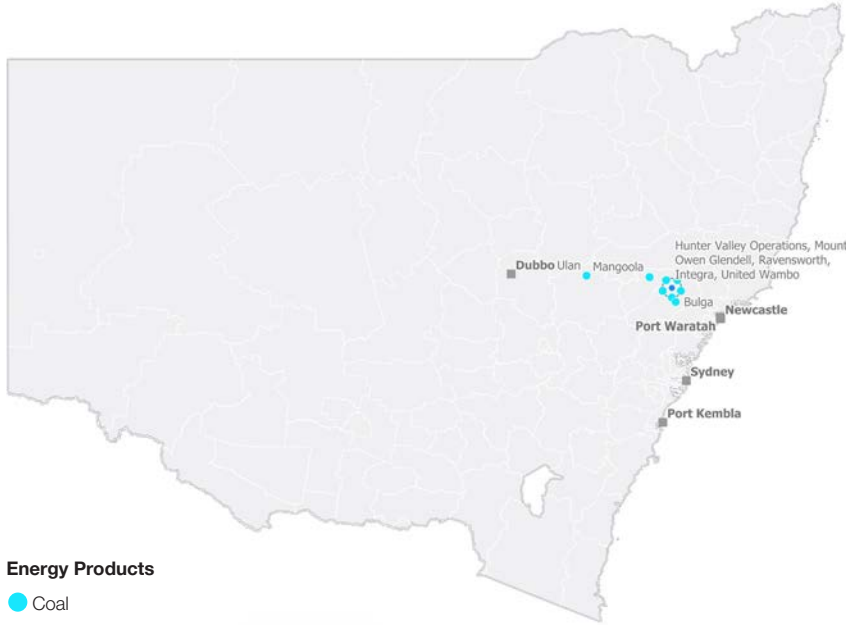 Hunter Valley Operations, Mount
Owen Glendell, Ravensworth,
Integra, United Wambo
Dubbo Ulan Mangoola
Bulga
Newcastle
Port Waratah
Sydney
Port Kembla
Energy Products
Coal